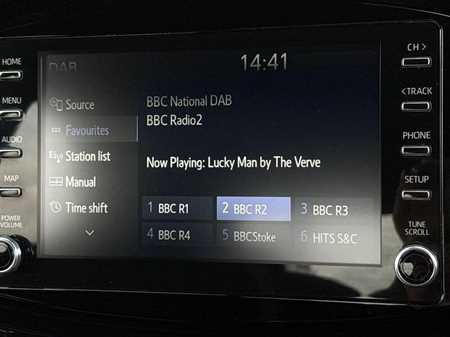 DAB
14:41
HOME
MENU
AUDIO
MAP
POWER
VOLUME
Source
Favourites
Station list
Manual
Time shift
BBC National DAB
BBC Radio2
Now Playing: Lucky Man by The Verve
1 BBC R1
2 BBC R2
3 BBC R3
4 BBC R4
5 BBCStoke
6 HITS S&C
CH >
< TRACK
PHONE
SETUP
TUNE
SCROLL